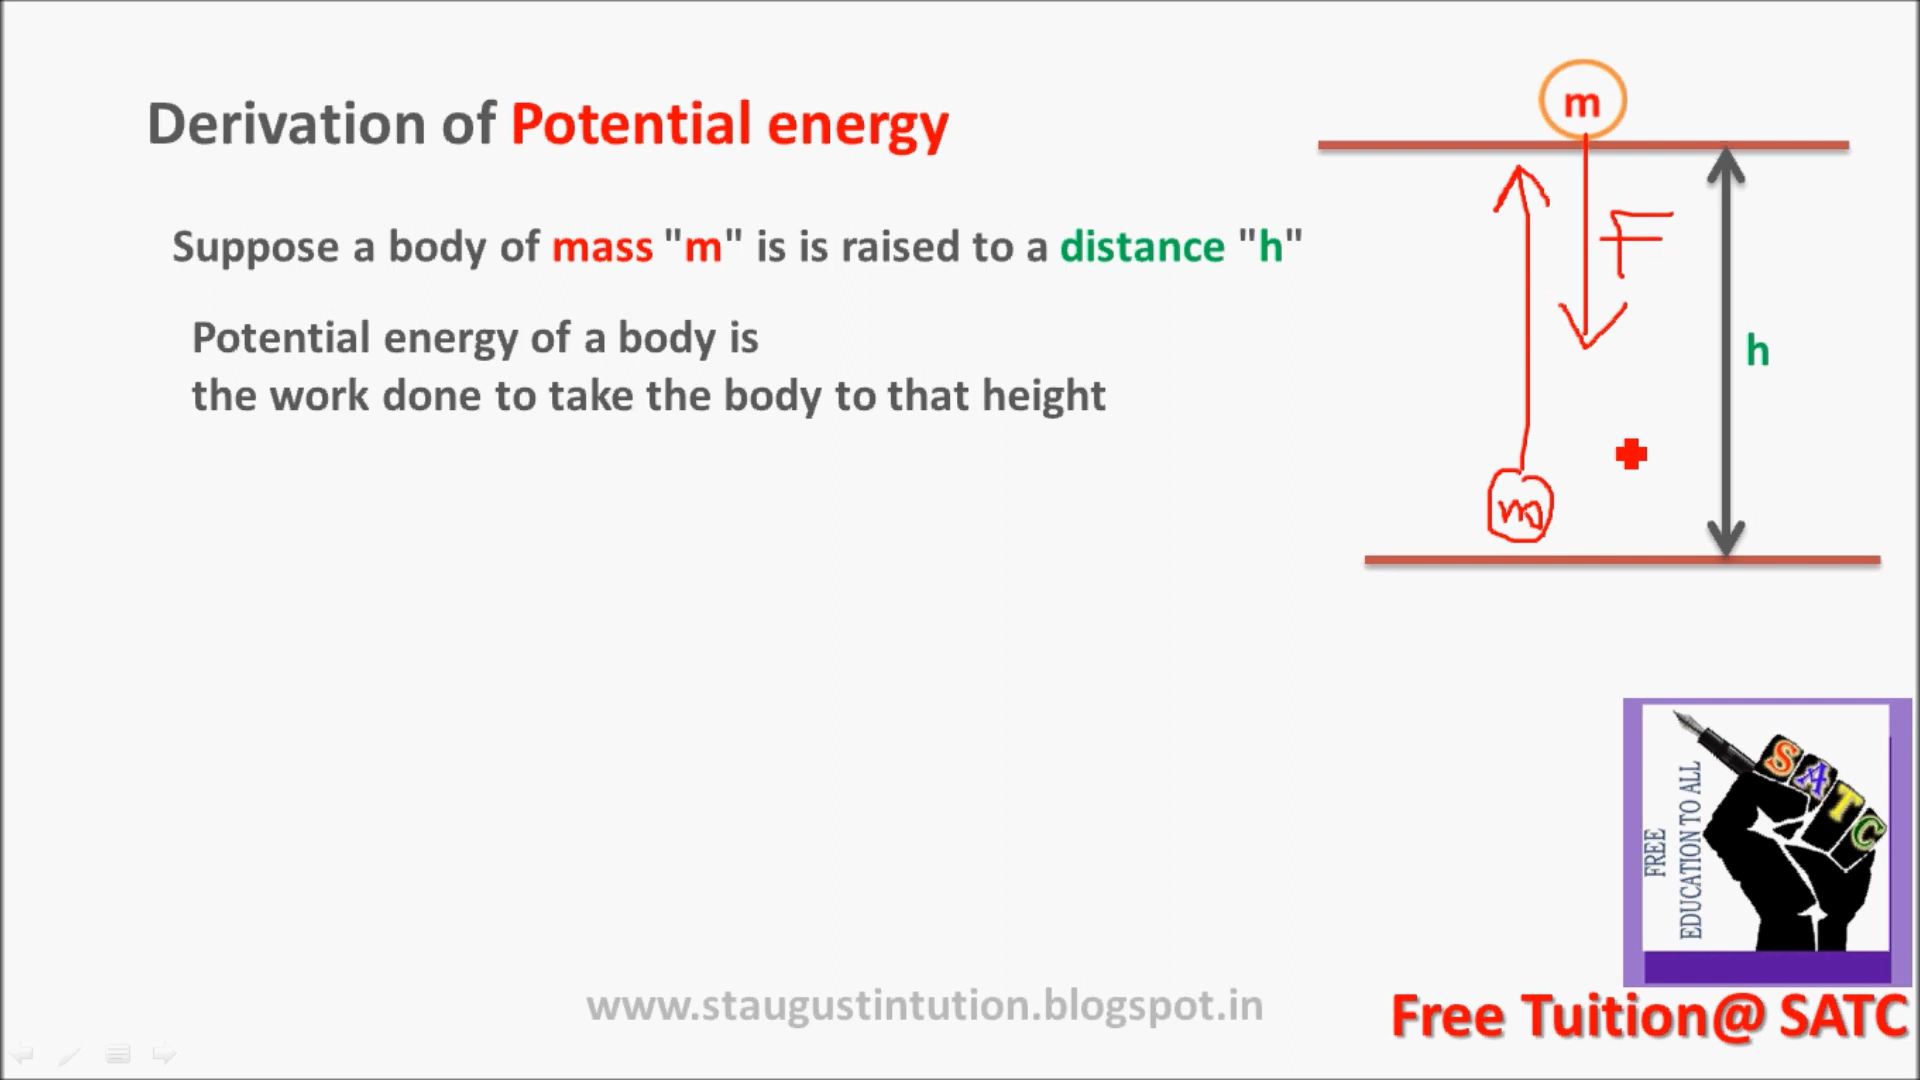 Derivation of Potential energy
m
Suppose a body of mass "m" is is raised to a distance "h"
F
Potential energy of a body is
the work done to take the body to that height
h
m
SATC
FREE
EDUCATION TO ALL
www.staugustintution.blogspot.in
Free Tuition@ SATC